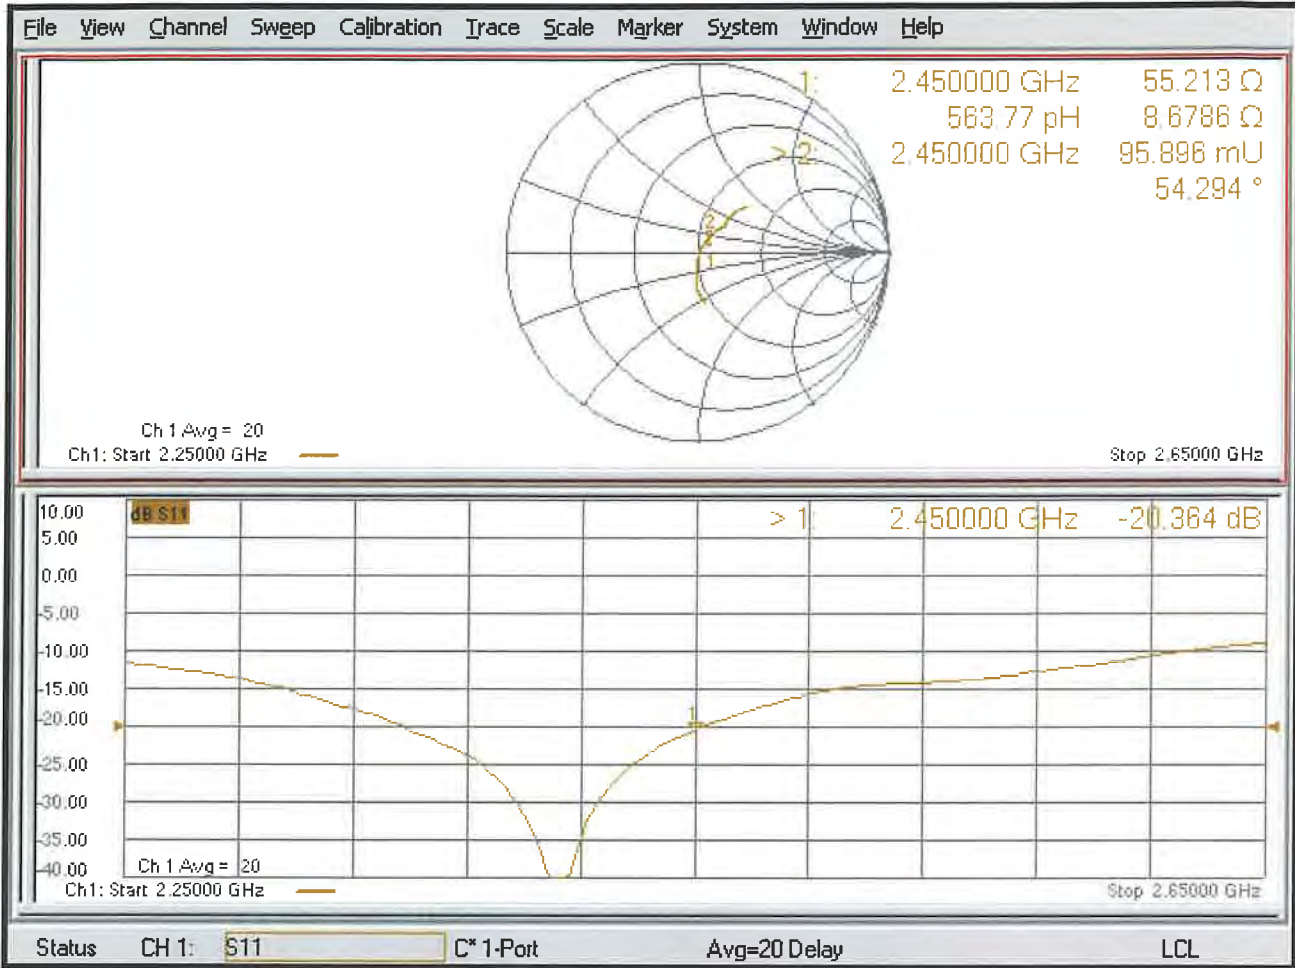 File View Channel Sweep Calibration Trace Scale Marker System Window Help
1: 2.450000 GHz 55.213 Ω
563.77 pH 8.6786 Ω
> 2: 2.450000 GHz 95.896 mU
54.294 °
2
2
1
Ch 1 Avg = 20
Ch1: Start 2.25000 GHz
Stop 2.65000 GHz
10.00
dB S11
> 1: 2.450000 GHz -20.364 dB
5.00
0.00
-5.00
-10.00
-15.00
-20.00
1
-25.00
-30.00
-35.00
-40.00
Ch 1 Avg = 20
Ch1: Start 2.25000 GHz
Stop 2.65000 GHz
Status CH 1: S11 C* 1-Port Avg=20 Delay LCL